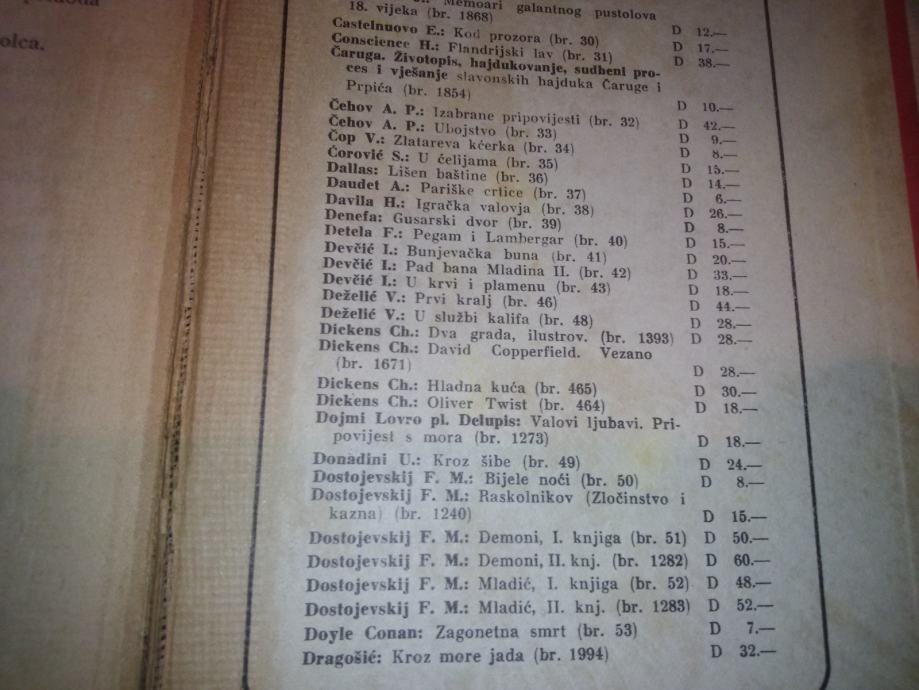 Memoari galantnog pustolova
18. vijeka (br. 1868) D 12.—
Castelnuovo E.: Kod prozora (br. 30) D 17.—
Conscience H.: Flandrijski lav (br. 31) D 38.—
Čaruga. Životopis, hajdukovanje, sudbeni pro-
ces i vješanje slavonskih hajduka Čaruge i
Prpića (br. 1854) D 10.—
Čehov A. P.: Izabrane pripovijesti (br. 32) D 42.—
Čehov A. P.: Ubojstvo (br. 33) D 9.—
Čop V.: Zlatareva kćerka (br. 34) D 8.—
Ćorović S.: U ćelijama (br. 35) D 15.—
Dallas: Lišen baštine (br. 36) D 14.—
Daudet A.: Pariške crtice (br. 37) D 6.—
Davila H.: Igračka valovja (br. 38) D 26.—
Denefa: Gusarski dvor (br. 39) D 8.—
Detela F.: Pegam i Lambergar (br. 40) D 15.—
Devčić I.: Bunjevačka buna (br. 41) D 20.—
Devčić I.: Pad bana Mladina II. (br. 42) D 33.—
Devčić I.: U krvi i plamenu (br. 43) D 18.—
Deželić V.: Prvi kralj (br. 46) D 44.—
Deželić V.: U službi kalifa (br. 48) D 28.—
Dickens Ch.: Dva grada, ilustrov. (br. 1393) D 28.—
Dickens Ch.: David Copperfield. Vezano
(br. 1671) D 28.—
Dickens Ch.: Hladna kuća (br. 465) D 30.—
Dickens Ch.: Oliver Twist (br. 464) D 18.—
Dojmi Lovro pl. Delupis: Valovi ljubavi. Pri-
povijest s mora (br. 1273) D 18.—
Donadini U.: Kroz šibe (br. 49) D 24.—
Dostojevskij F. M.: Bijele noći (br. 50) D 8.—
Dostojevskij F. M.: Raskolnikov (Zločinstvo i
kazna) (br. 1240) D 15.—
Dostojevskij F. M.: Demoni, I. knjiga (br. 51) D 50.—
Dostojevskij F. M.: Demoni, II. knj. (br. 1282) D 60.—
Dostojevskij F. M.: Mladić, I. knjiga (br. 52) D 48.—
Dostojevskij F. M.: Mladić, II. knj. (br. 1283) D 52.—
Doyle Conan: Zagonetna smrt (br. 53) D 7.—
Dragošić: Kroz more jada (br. 1994) D 32.—